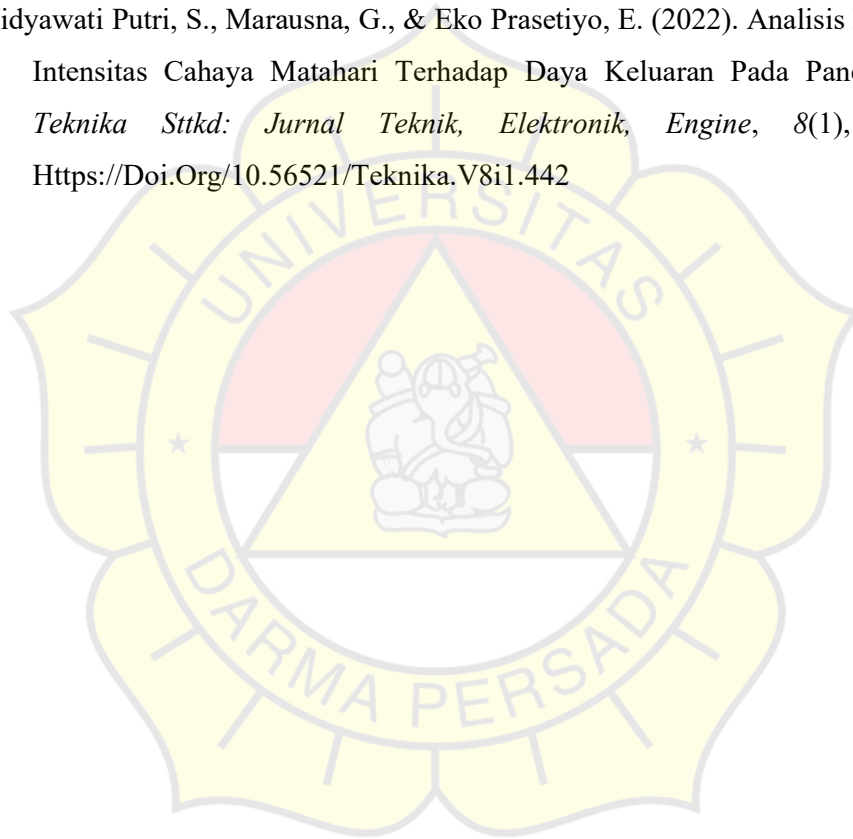 idyawati Putri, S., Marausna, G., & Eko Prasetiyo, E. (2022). Analisis
Intensitas Cahaya Matahari Terhadap Daya Keluaran Pada
Teknika Sttkd: Jurnal Teknik, Elektronik, Engine, 8(1),
Https://Doi.Org/10.56521/Teknika.V8i1.442
UNIVERSITAS
DARMA PERSADA